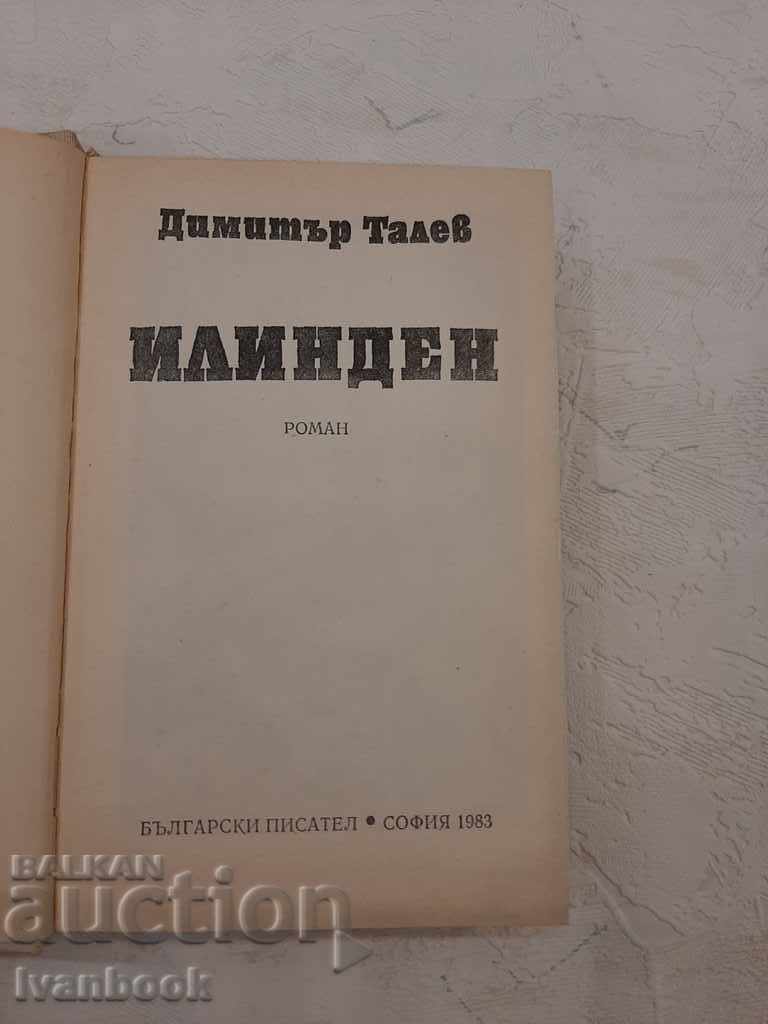 Димитър Талев
ИЛИНДЕН
РОМАН
БЪЛГАРСКИ ПИСАТЕЛ • СОФИЯ 1983
BALKAN
auction
Ivanbook